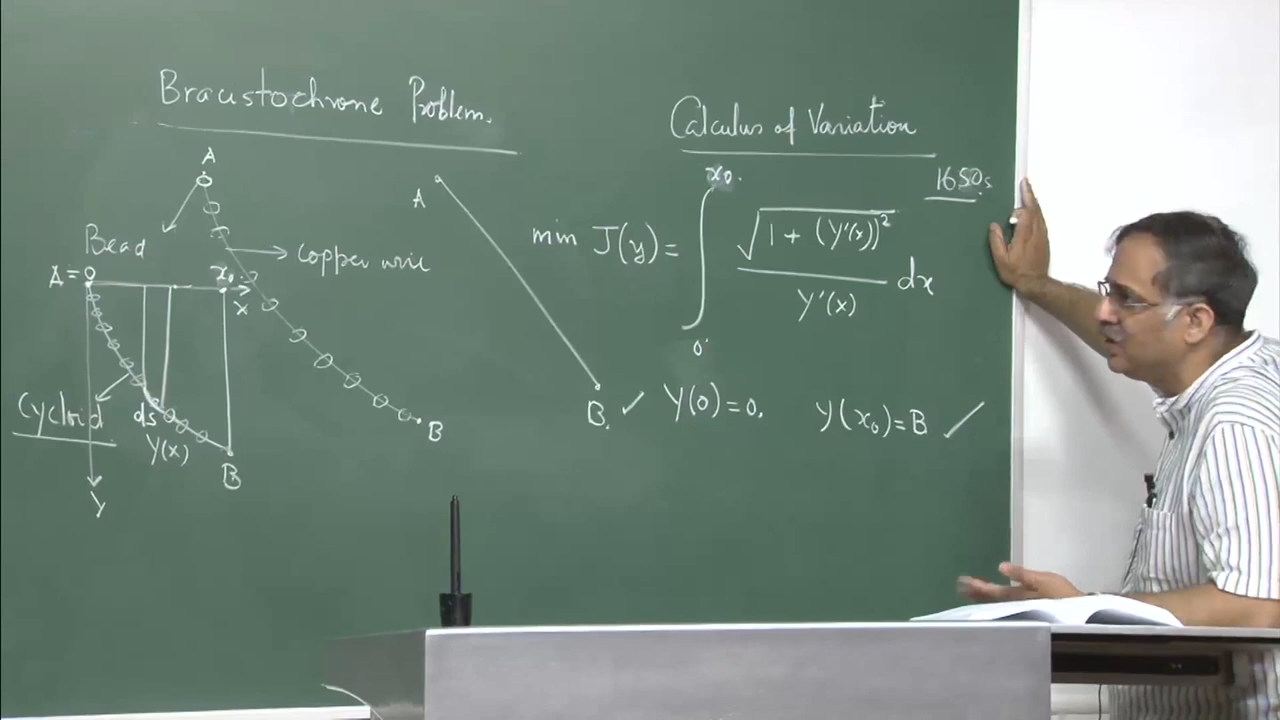 Bracustochrone Problem.
A
Bead
copper wire
A = 0
x0.
x
Cycloid
ds
Y(x)
B
Y
B
A
B.
Calculus of Variation
1650s
min J(y) = ∫_{0}^{x0} √(1 + (Y'(x))²) / Y'(x) dx
✓ Y(0) = 0.
Y(x0) = B ✓